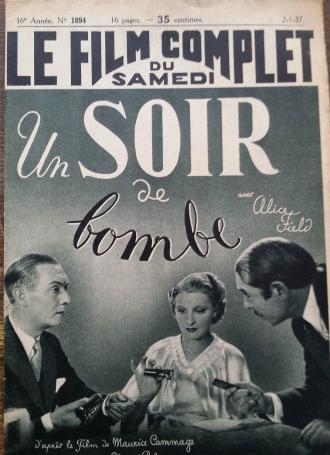 16e Année. N° 1894 16 pages. — 35 centimes. 2-1-37.
LE FILM COMPLET
DU
SAMEDI
Un SOIR
de
bombe
avec Alice
Field
d'après le Film de Maurice Cammage